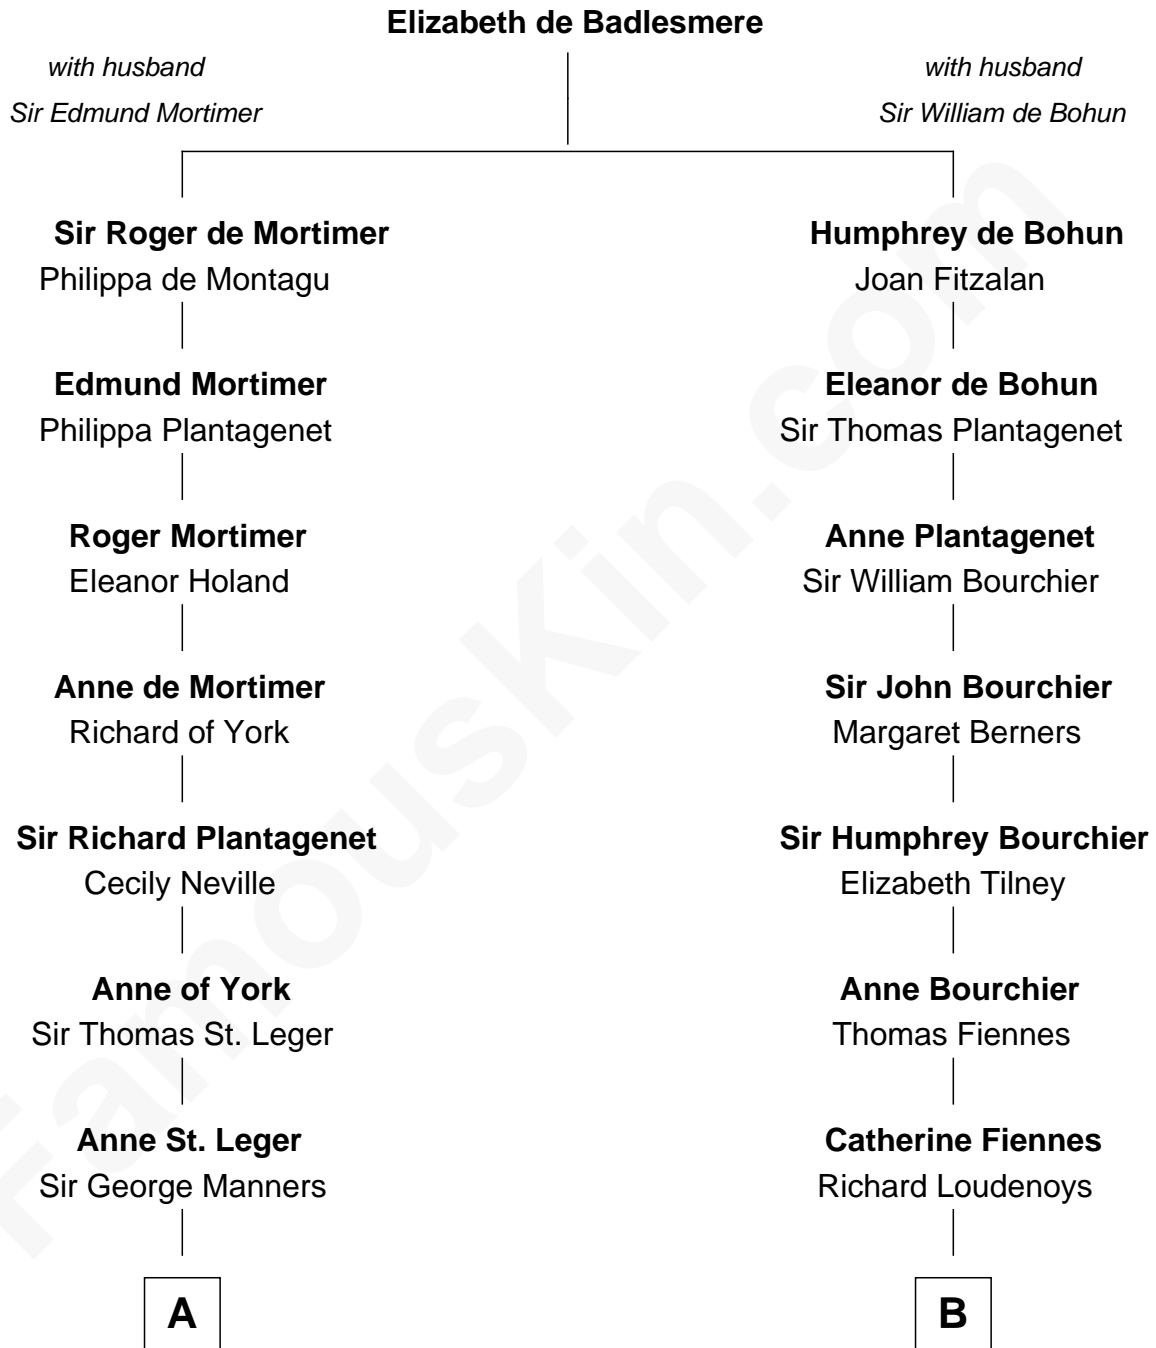 Elizabeth de Badlesmere
with husband
Sir Edmund Mortimer
with husband
Sir William de Bohun
Sir Roger de Mortimer
Philippa de Montagu
Humphrey de Bohun
Joan Fitzalan
Edmund Mortimer
Philippa Plantagenet
Eleanor de Bohun
Sir Thomas Plantagenet
Roger Mortimer
Eleanor Holand
Anne Plantagenet
Sir William Bourchier
Anne de Mortimer
Richard of York
Sir John Bourchier
Margaret Berners
Sir Richard Plantagenet
Cecily Neville
Sir Humphrey Bourchier
Elizabeth Tilney
Anne of York
Sir Thomas St. Leger
Anne Bourchier
Thomas Fiennes
Anne St. Leger
Sir George Manners
Catherine Fiennes
Richard Loudenoys
A
B
FamousKin.com